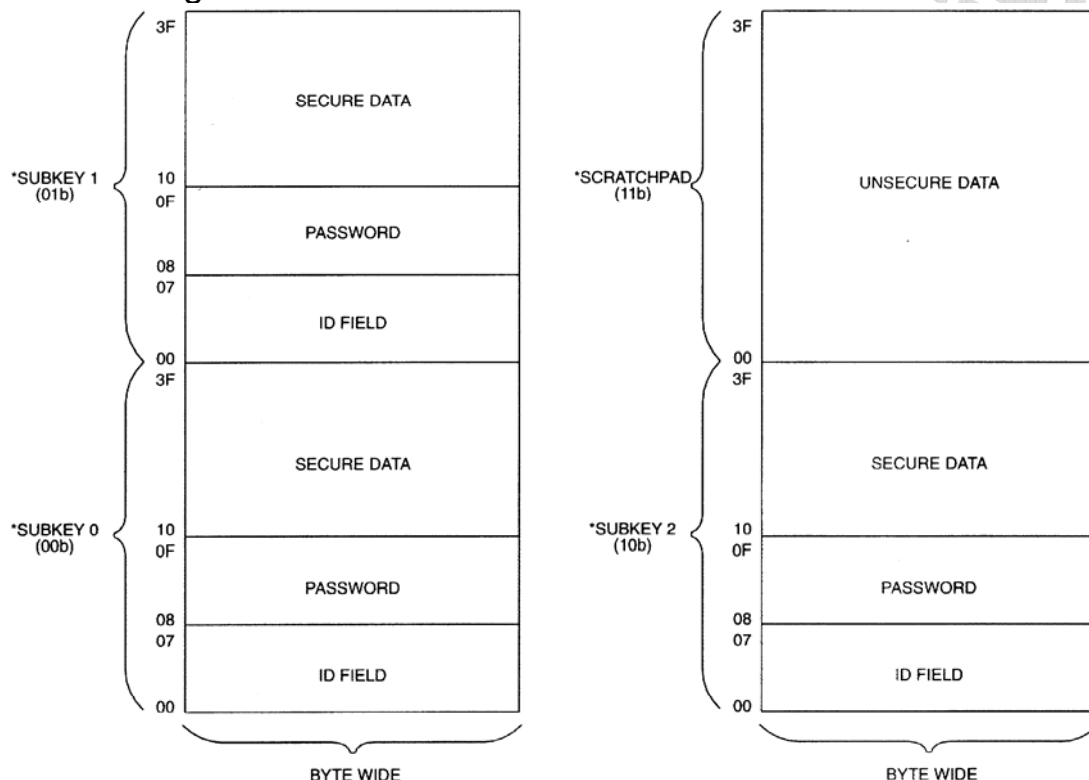 3F
SECURE DATA
*SUBKEY 1
(01b)
10
0F
PASSWORD
08
07
ID FIELD
00
3F
SECURE DATA
*SUBKEY 0
(00b)
10
0F
PASSWORD
08
07
ID FIELD
00
BYTE WIDE
3F
*SCRATCHPAD
(11b)
UNSECURE DATA
00
3F
SECURE DATA
*SUBKEY 2
(10b)
10
0F
PASSWORD
08
07
ID FIELD
00
BYTE WIDE